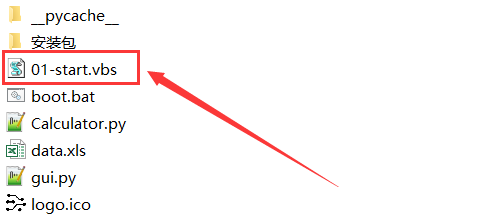 __pycache__
安装包
01-start.vbs
boot.bat
Calculator.py
data.xls
gui.py
logo.ico